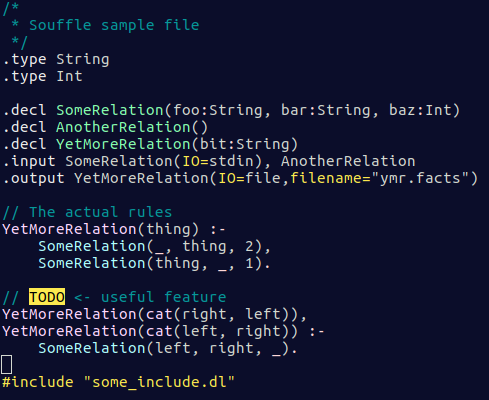 /*
 * Souffle sample file
 */
.type String
.type Int

.decl SomeRelation(foo:String, bar:String, baz:Int)
.decl AnotherRelation()
.decl YetMoreRelation(bit:String)
.input SomeRelation(IO=stdin), AnotherRelation
.output YetMoreRelation(IO=file,filename="ymr.facts")

// The actual rules
YetMoreRelation(thing) :-
    SomeRelation(_, thing, 2),
    SomeRelation(thing, _, 1).

// TODO <- useful feature
YetMoreRelation(cat(right, left)),
YetMoreRelation(cat(left, right)) :-
    SomeRelation(left, right, _).

#include "some_include.dl"